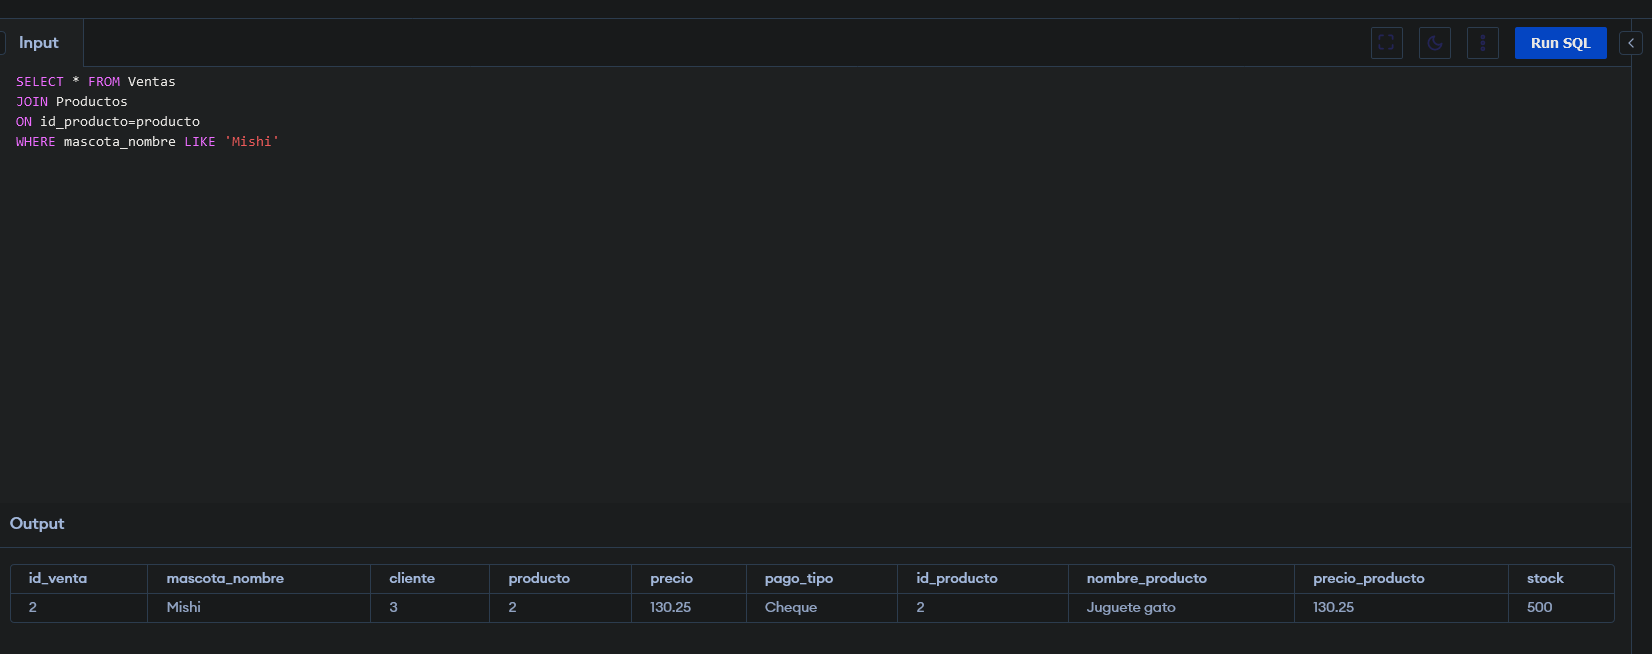 Input
Run SQL
SELECT * FROM Ventas
JOIN Productos
ON id_producto=producto
WHERE mascota_nombre LIKE 'Mishi'
Output
id_venta mascota_nombre cliente producto precio pago_tipo id_producto nombre_producto precio_producto stock
2 Mishi 3 2 130.25 Cheque 2 Juguete gato 130.25 500